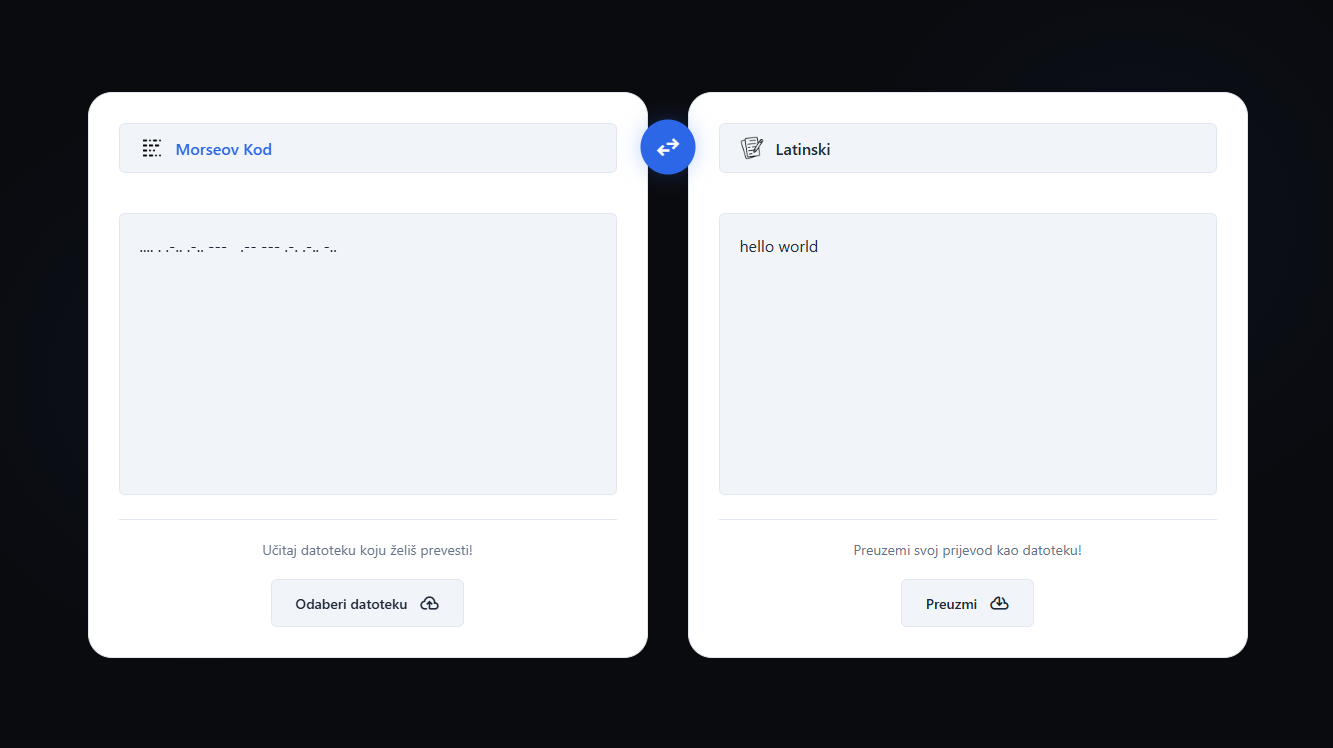 Morseov Kod
Latinski
.... . .-.. .-.. ---   .-- --- .-. .-.. -..
hello world
Učitaj datoteku koju želiš prevesti!
Preuzemi svoj prijevod kao datoteku!
Odaberi datoteku
Preuzmi